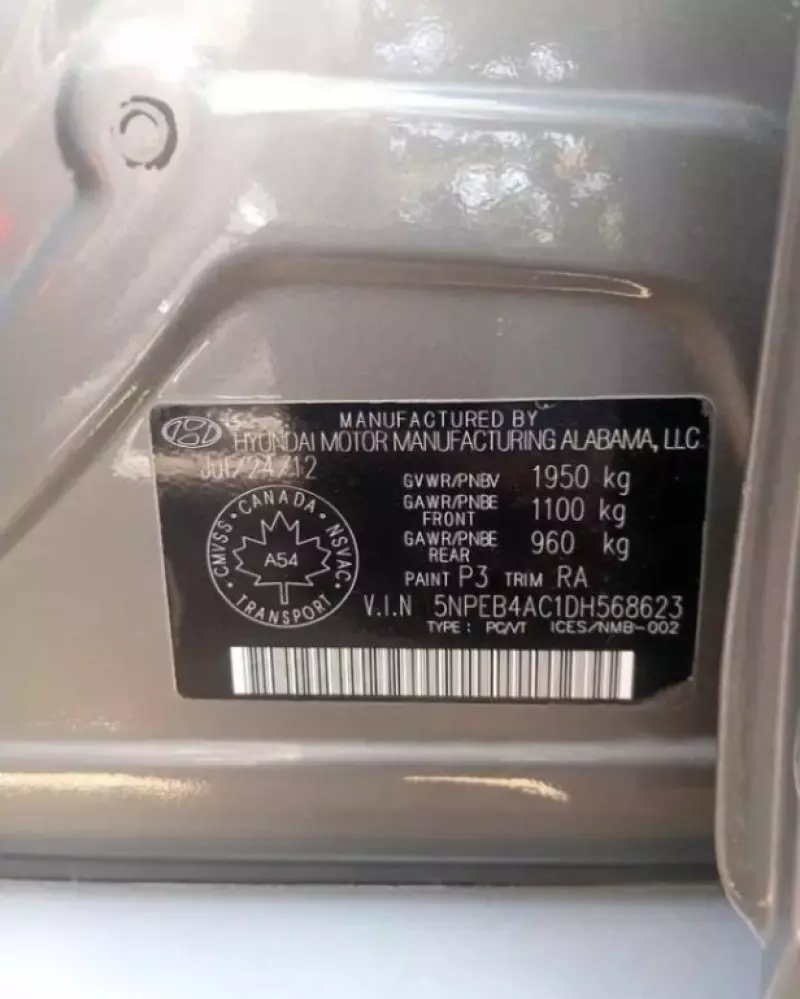 MANUFACTURED BY
HYUNDAI MOTOR MANUFACTURING ALABAMA, LLC
Jul/24/12
GVWR/PNBV 1950 kg
GAWR/PNBE FRONT 1100 kg
GAWR/PNBE REAR 960 kg
PAINT P3 TRIM RA
V.I.N 5NPEB4AC1DH568623
TYPE : PC/VT ICES/NMB-002
CMVSS • CANADA • NSVAC • TRANSPORT
A54